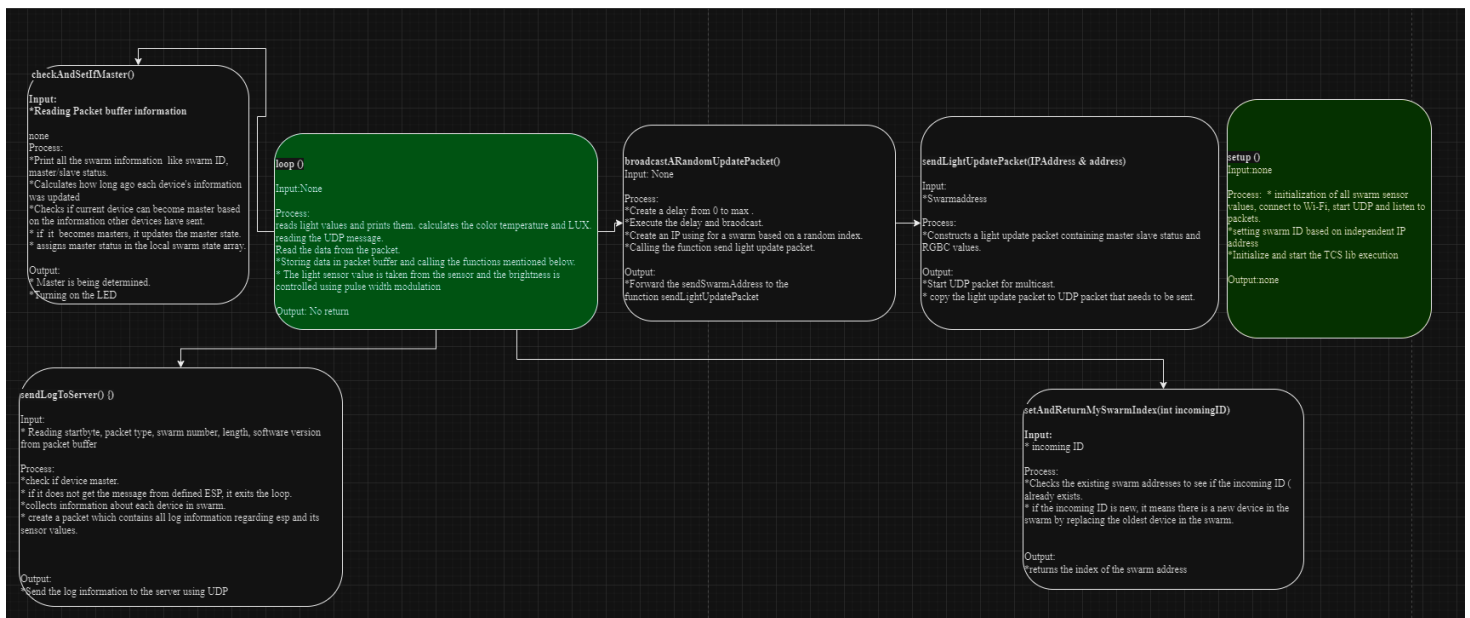 checkAndSetIfMaster()
Input:
*Reading Packet buffer information
none
Process:
*Print all the swarm information like swarm ID,
master/slave status.
*Calculates how long ago each device's information
was updated
*Checks if current device can become master based
on the information other devices have sent.
* if it becomes masters, it updates the master state.
* assigns master status in the local swarm state array.
Output:
* Master is being determined.
*Turning on the LED
loop ()
Input:None
Process:
reads light values and prints them. calculates the color temperature and LUX.
reading the UDP message.
Read the data from the packet.
*Storing data in packet buffer and calling the functions mentioned below.
* The light sensor value is taken from the sensor and the brightness is
controlled using pulse width modulation
Output: No return
broadcastARandomUpdatePacket()
Input: None
Process:
*Create a delay from 0 to max .
*Execute the delay and braodcast.
*Create an IP using for a swarm based on a random index.
*Calling the function send light update packet.
Output:
*Forward the sendSwarmAddress to the
function sendLightUpdatePacket
sendLightUpdatePacket(IPAddress & address)
Input:
*Swarmaddress
Process:
*Constructs a light update packet containing master slave status and
RGBC values.
Output:
*Start UDP packet for multicast.
* copy the light update packet to UDP packet that needs to be sent.
setup ()
Input:none
Process: * initialization of all swarm sensor
values, connect to Wi-Fi, start UDP and listen to
packets.
*setting swarm ID based on independent IP
address
*Initialize and start the TCS lib execution
Output:none
sendLogToServer() {)
Input:
* Reading startbyte, packet type, swarm number, length, software version
from packet buffer
Process:
*check if device master.
* if it does not get the message from defined ESP, it exits the loop.
*collects information about each device in swarm.
* create a packet which contains all log information regarding esp and its
sensor values.
Output:
*Send the log information to the server using UDP
setAndReturnMySwarmIndex(int incomingID)
Input:
* incoming ID
Process:
*Checks the existing swarm addresses to see if the incoming ID (
already exists.
* if the incoming ID is new, it means there is a new device in the
swarm by replacing the oldest device in the swarm.
Output:
*returns the index of the swarm address